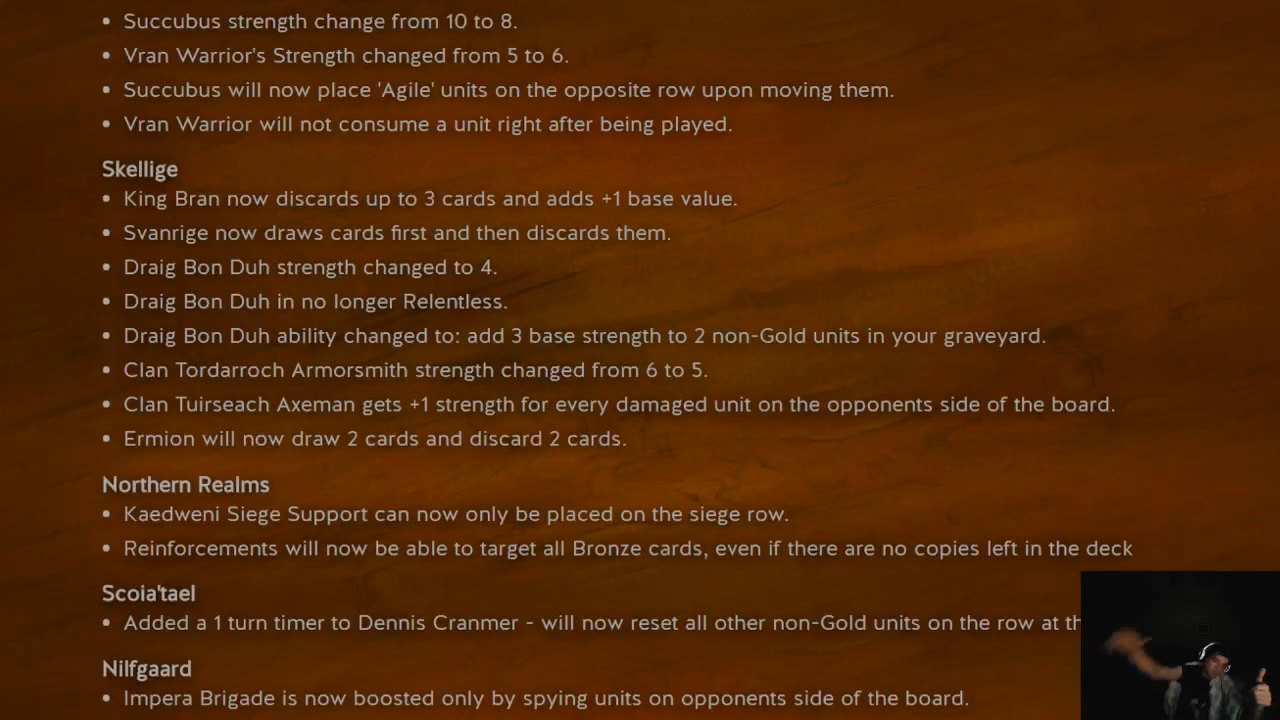 • Succubus strength change from 10 to 8.
• Vran Warrior's Strength changed from 5 to 6.
• Succubus will now place 'Agile' units on the opposite row upon moving them.
• Vran Warrior will not consume a unit right after being played.
Skellige
• King Bran now discards up to 3 cards and adds +1 base value.
• Svanrige now draws cards first and then discards them.
• Draig Bon Duh strength changed to 4.
• Draig Bon Duh in no longer Relentless.
• Draig Bon Duh ability changed to: add 3 base strength to 2 non-Gold units in your graveyard.
• Clan Tordarroch Armorsmith strength changed from 6 to 5.
• Clan Tuirseach Axeman gets +1 strength for every damaged unit on the opponents side of the board.
• Ermion will now draw 2 cards and discard 2 cards.
Northern Realms
• Kaedweni Siege Support can now only be placed on the siege row.
• Reinforcements will now be able to target all Bronze cards, even if there are no copies left in the deck
Scoia'tael
• Added a 1 turn timer to Dennis Cranmer - will now reset all other non-Gold units on the row at
Nilfgaard
• Impera Brigade is now boosted only by spying units on opponents side of the board.